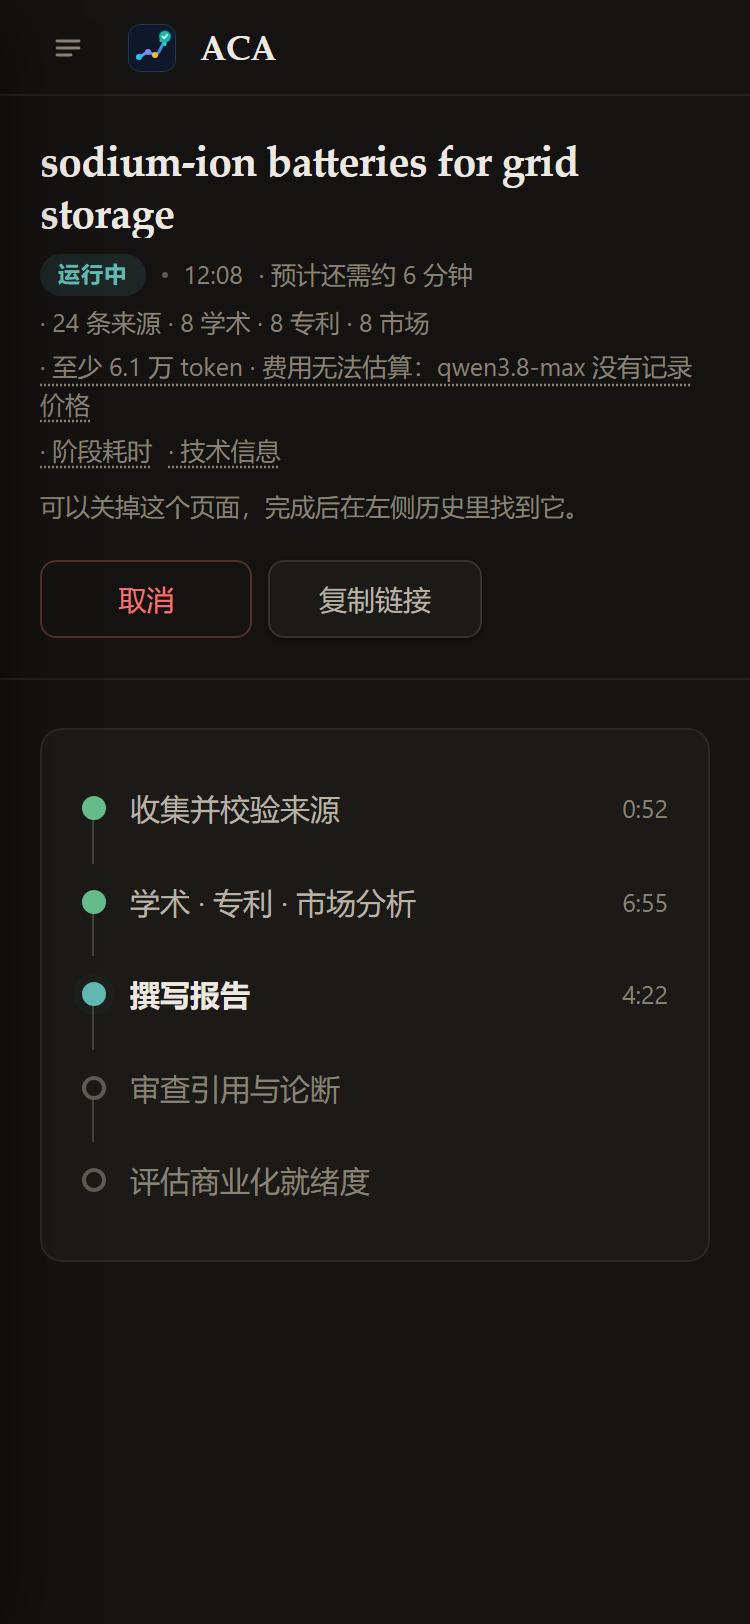 ACA
sodium-ion batteries for grid
storage
运行中 • 12:08 · 预计还需约 6 分钟
· 24 条来源 · 8 学术 · 8 专利 · 8 市场
· 至少 6.1 万 token · 费用无法估算：qwen3.8-max 没有记录
价格
· 阶段耗时 · 技术信息
可以关掉这个页面，完成后在左侧历史里找到它。
取消 复制链接
收集并校验来源 0:52
学术 · 专利 · 市场分析 6:55
撰写报告 4:22
审查引用与论断
评估商业化就绪度